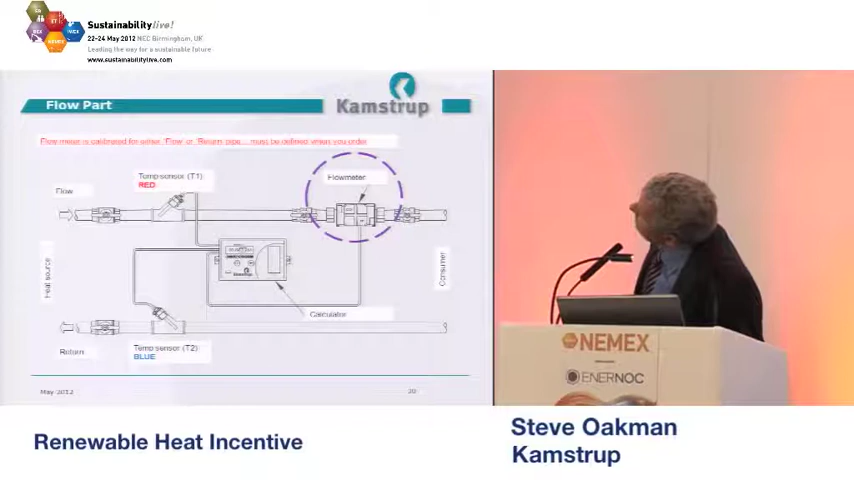 Sustainabilitylive!
22-24 May 2012 NEC Birmingham, UK
Leading the way for a sustainable future
www.sustainabilitylive.com
Flow Part
Kamstrup
Flow meter is calibrated for either 'Flow' or 'Return' pipe... must be defined when you order
Temp sensor (T1)
RED
Flowmeter
Flow
Heat source
Consumer
Calculator
Return
Temp sensor (T2)
BLUE
May 2012
20
NEMEX
ENERNOC
Renewable Heat Incentive
Steve Oakman
Kamstrup